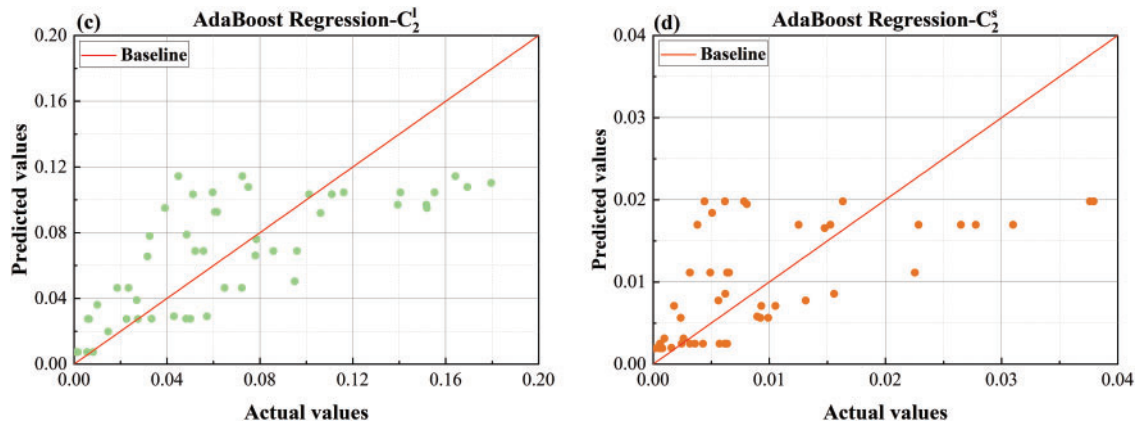 (c) AdaBoost Regression-C₂ˡ
Baseline
0.20
0.16
0.12
0.08
0.04
0.00
Predicted values
0.00 0.04 0.08 0.12 0.16 0.20
Actual values
(d) AdaBoost Regression-C₂ˢ
Baseline
0.04
0.03
0.02
0.01
0.00
Predicted values
0.00 0.01 0.02 0.03 0.04
Actual values